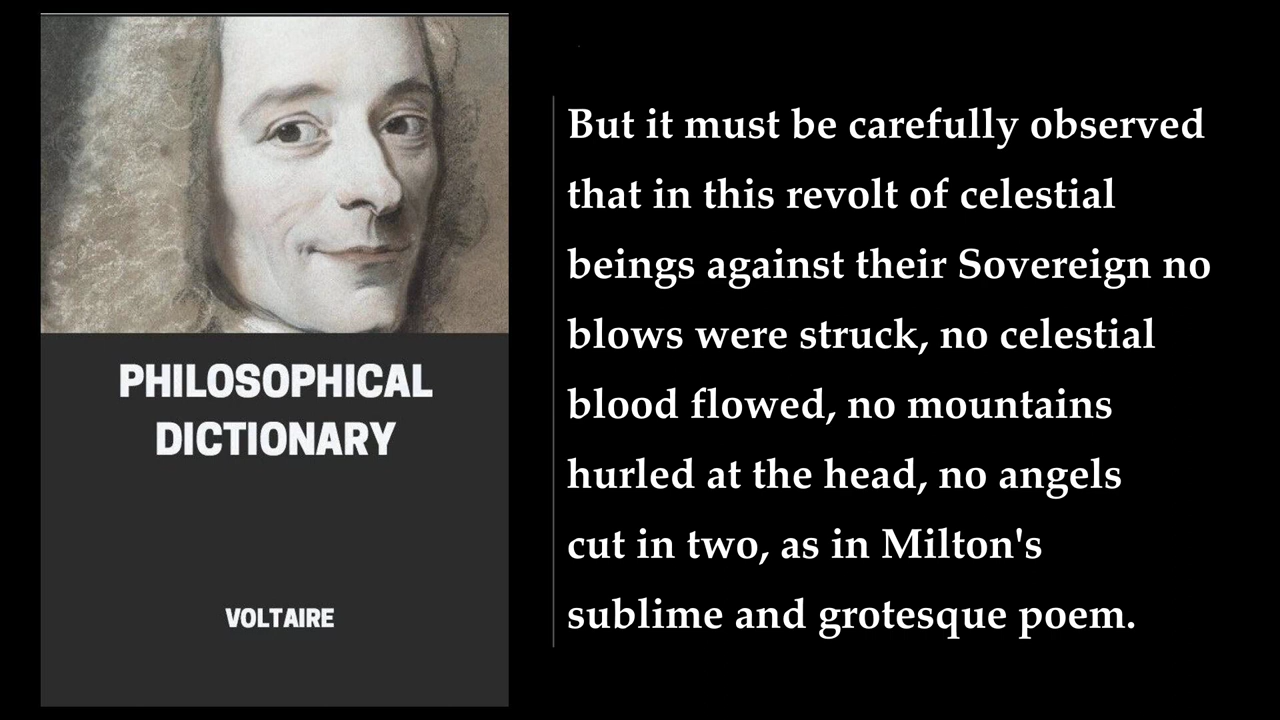 PHILOSOPHICAL
DICTIONARY
VOLTAIRE
But it must be carefully observed
that in this revolt of celestial
beings against their Sovereign no
blows were struck, no celestial
blood flowed, no mountains
hurled at the head, no angels
cut in two, as in Milton's
sublime and grotesque poem.